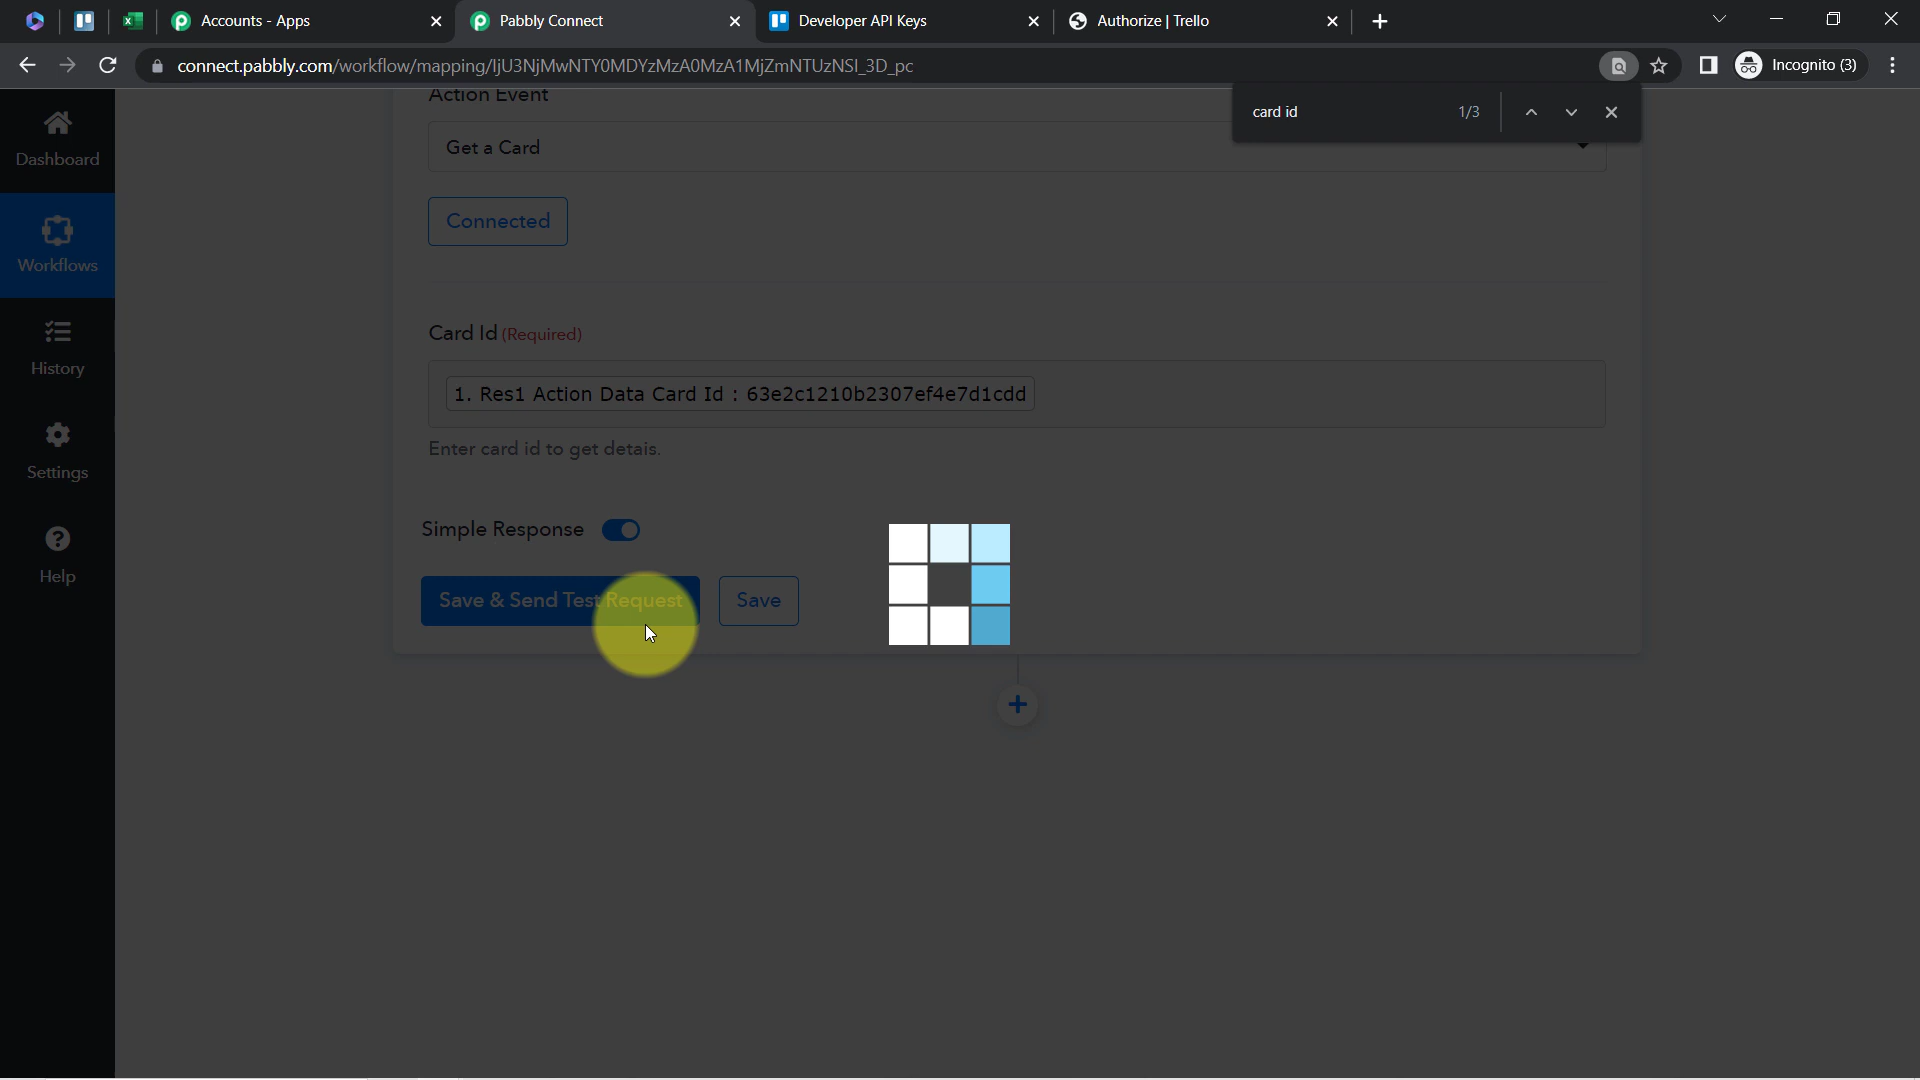 Accounts - Apps
Pabbly Connect
Developer API Keys
Authorize | Trello
connect.pabbly.com/workflow/mapping/IjU3NjMwNTY0MDYzMzA0MzA1MjZmNTUzNSI_3D_pc
Incognito (3)
card id
1/3
Dashboard
Workflows
History
Settings
? Help
Action Event
Get a Card
Connected
Card Id (Required)
1. Res1 Action Data Card Id : 63e2c1210b2307ef4e7d1cdd
Enter card id to get detais.
Simple Response
Save & Send Test Request
Save